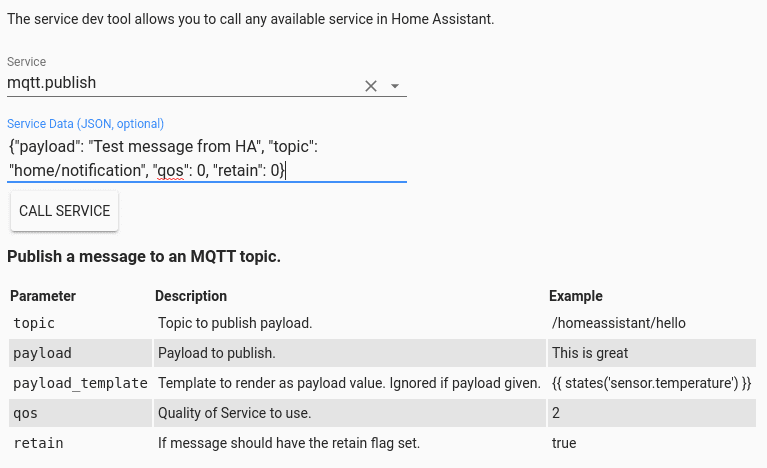 The service dev tool allows you to call any available service in Home Assistant.
Service
mqtt.publish
Service Data (JSON, optional)
{"payload": "Test message from HA", "topic":
"home/notification", "qos": 0, "retain": 0}
CALL SERVICE
Publish a message to an MQTT topic.
Parameter Description Example
topic Topic to publish payload. /homeassistant/hello
payload Payload to publish. This is great
payload_template Template to render as payload value. Ignored if payload given. {{ states('sensor.temperature') }}
qos Quality of Service to use. 2
retain If message should have the retain flag set. true